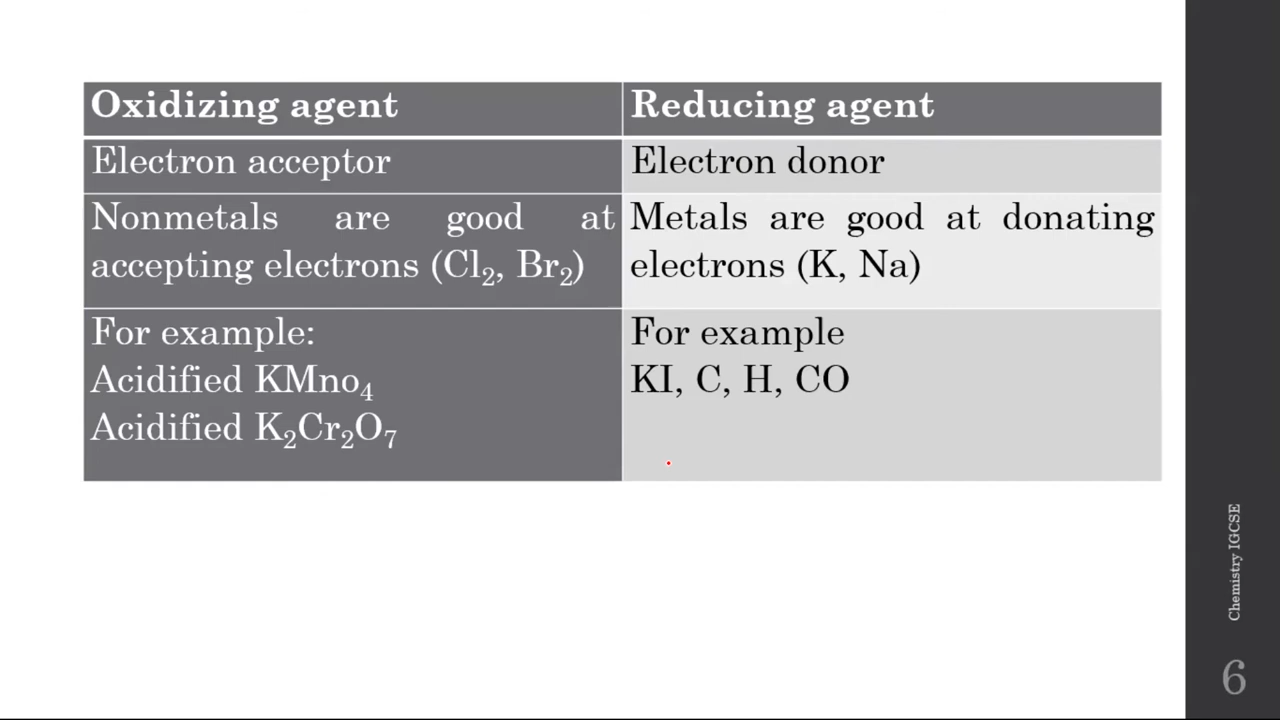 Oxidizing agent
Reducing agent
Electron acceptor
Electron donor
Nonmetals are good at
accepting electrons (Cl₂, Br₂)
Metals are good at donating
electrons (K, Na)
For example:
Acidified KMno₄
Acidified K₂Cr₂O₇
For example
KI, C, H, CO
Chemistry IGCSE
6